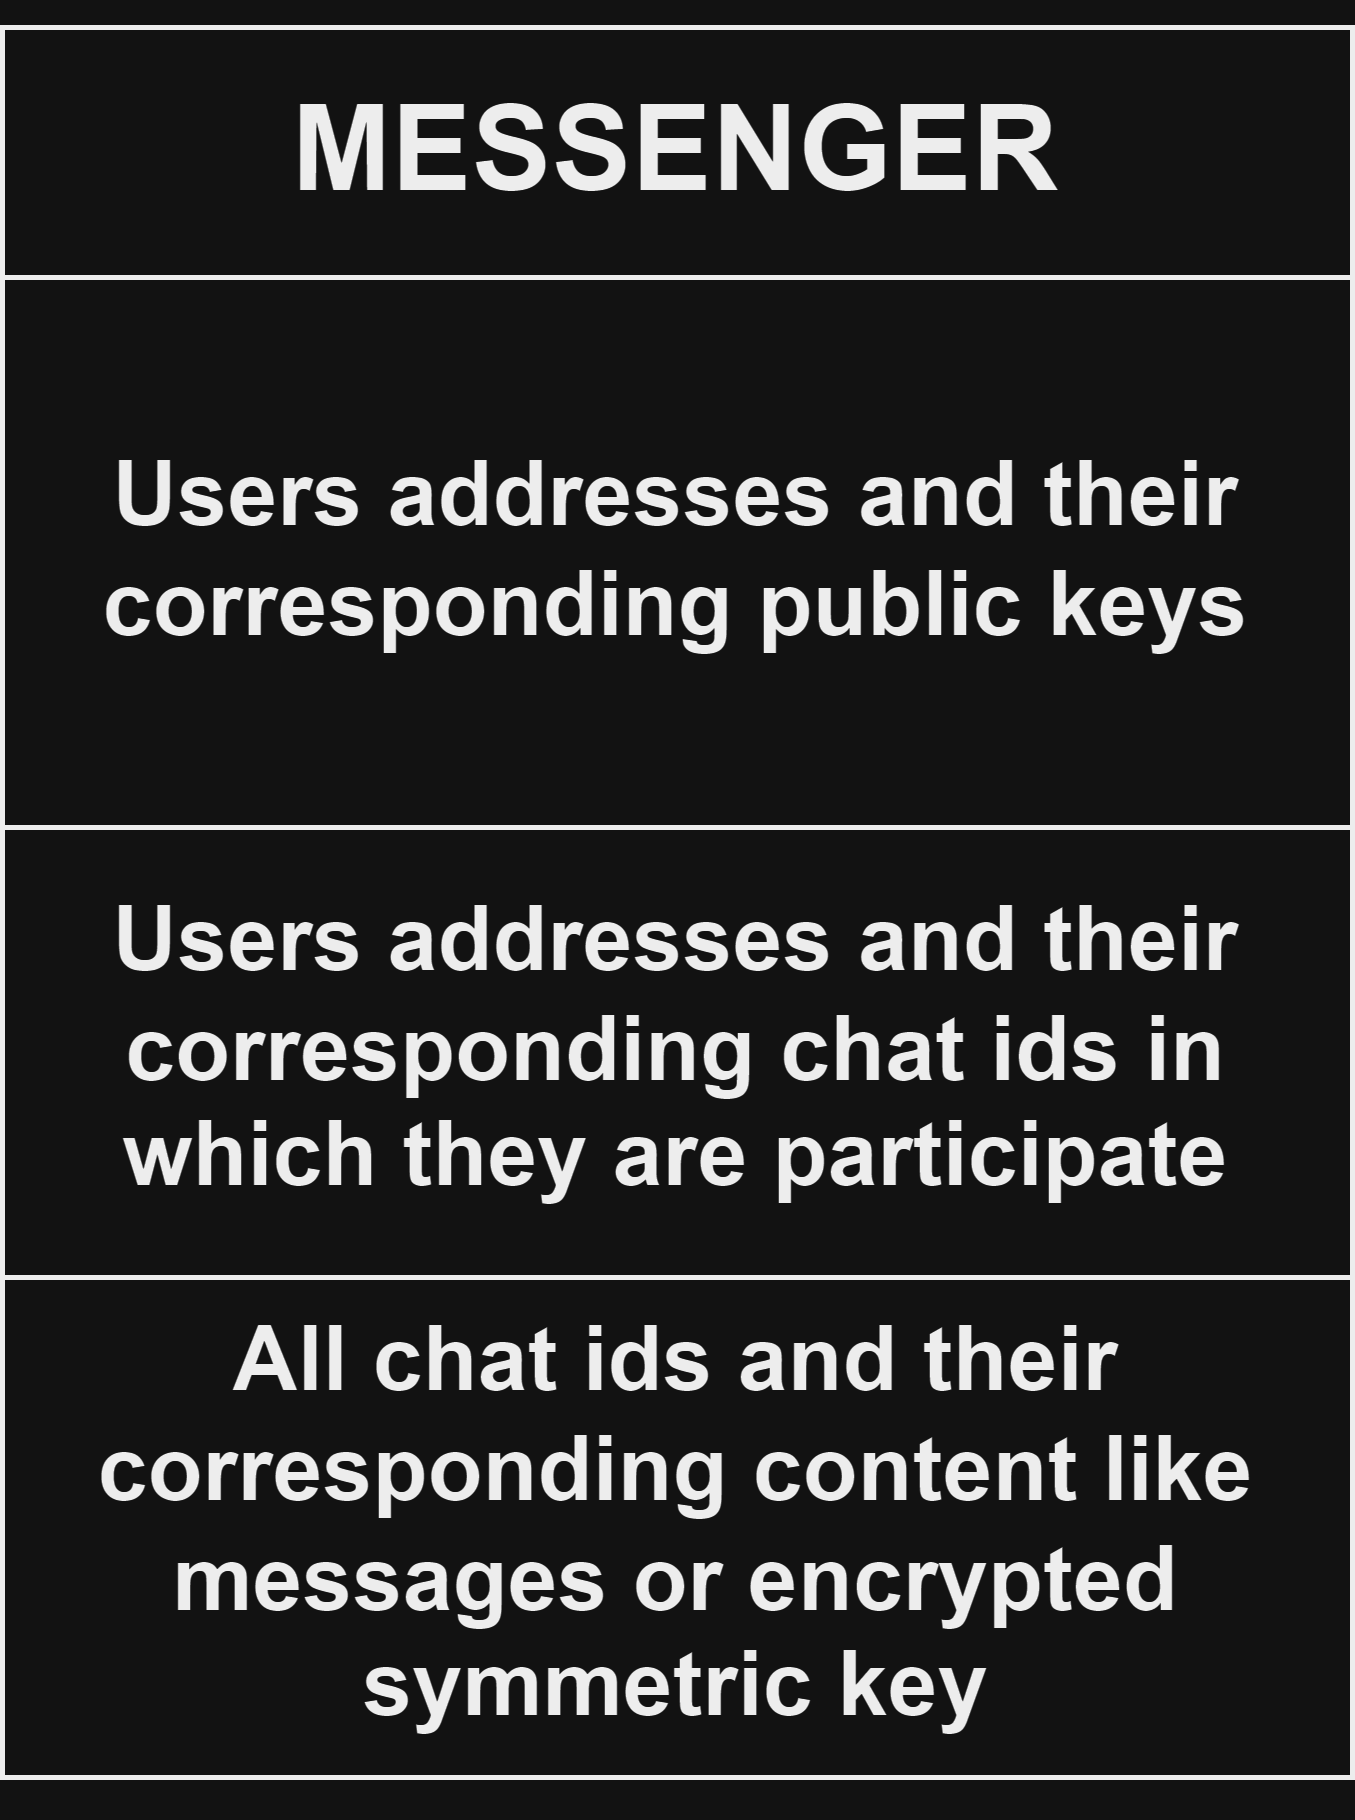 MESSENGER
Users addresses and their
corresponding public keys
Users addresses and their
corresponding chat ids in
which they are participate
All chat ids and their
corresponding content like
messages or encrypted
symmetric key